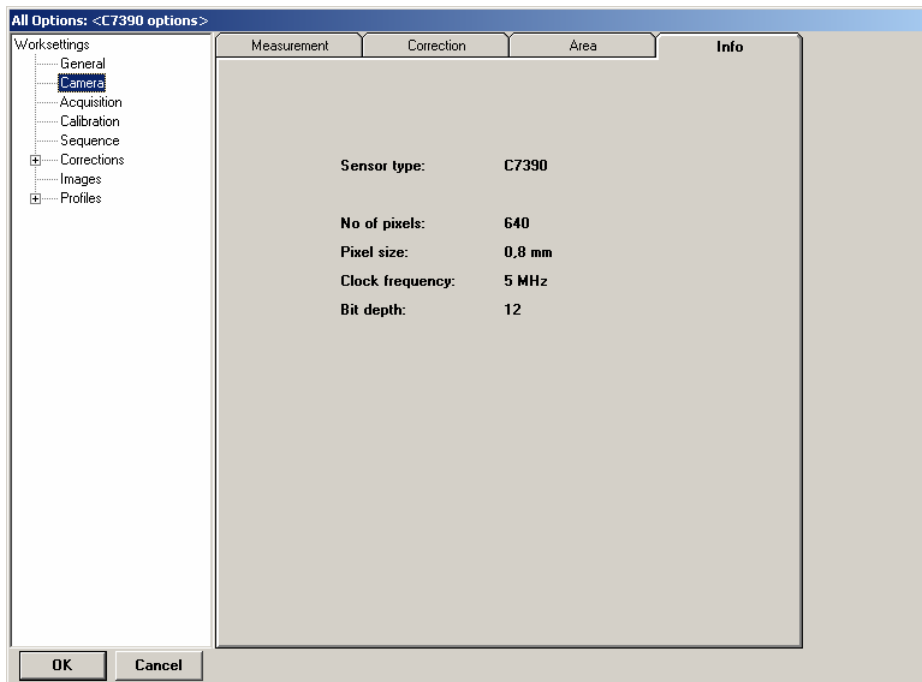 All Options: <C7390 options>
Worksettings
General
Camera
Acquisition
Calibration
Sequence
Corrections
Images
Profiles
Measurement
Correction
Area
Info
Sensor type: C7390
No of pixels: 640
Pixel size: 0,8 mm
Clock frequency: 5 MHz
Bit depth: 12
OK
Cancel